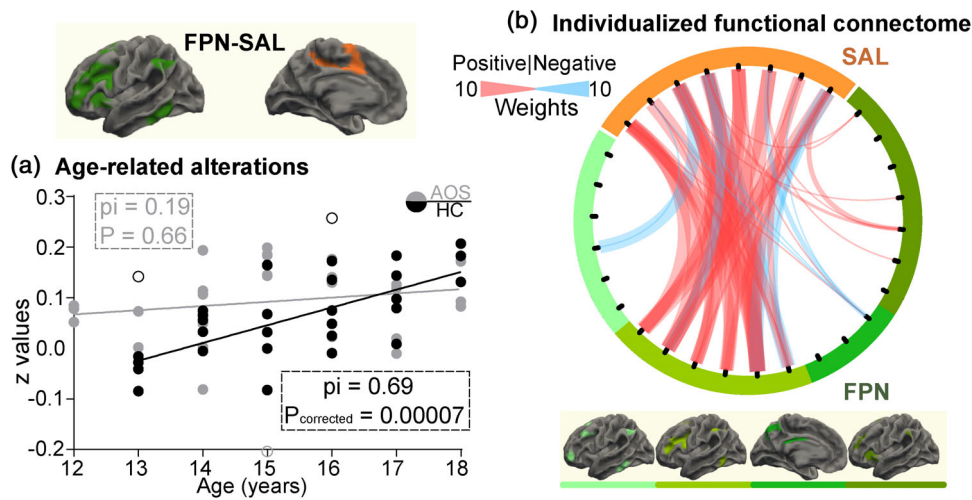 FPN-SAL
(a) Age-related alterations
AOS
HC
pi = 0.19
P = 0.66
0.3
0.2
0.1
0.0
-0.1
-0.2
z values
pi = 0.69
Pcorrected = 0.00007
12 13 14 15 16 17 18
Age (years)
(b) Individualized functional connectome
Positive|Negative
10 10
Weights
SAL
FPN